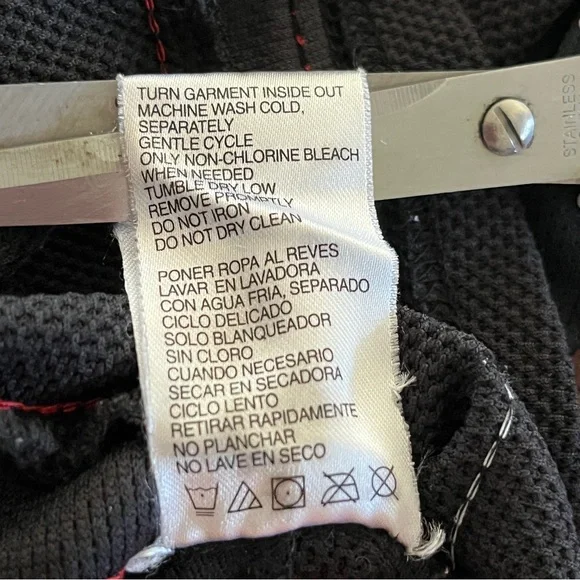 TURN GARMENT INSIDE OUT
MACHINE WASH COLD,
SEPARATELY
GENTLE CYCLE
ONLY NON-CHLORINE BLEACH
WHEN NEEDED
TUMBLE DRY LOW
REMOVE PROMPTLY
DO NOT IRON
DO NOT DRY CLEAN
PONER ROPA AL REVES
LAVAR EN LAVADORA
CON AGUA FRIA, SEPARADO
CICLO DELICADO
SOLO BLANQUEADOR
SIN CLORO
CUANDO NECESARIO
SECAR EN SECADORA
CICLO LENTO
RETIRAR RAPIDAMENTE
NO PLANCHAR
NO LAVE EN SECO
STAINLESS